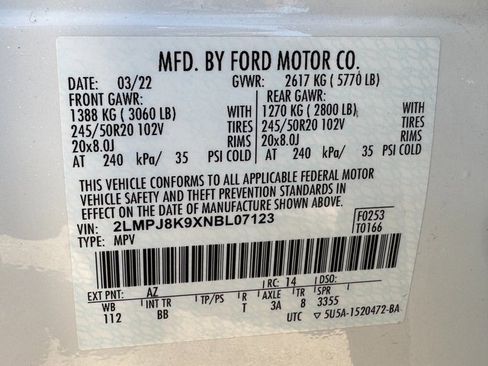 MFD. BY FORD MOTOR CO.
DATE: 03/22 GVWR: 2617 KG (5770 LB)
FRONT GAWR: REAR GAWR:
1388 KG (3060 LB) WITH 1270 KG (2800 LB) WITH
245/50R20 102V TIRES 245/50R20 102V TIRES
20x8.0J RIMS 20x8.0J RIMS
AT 240 kPa/ 35 PSI COLD AT 240 kPa/ 35 PSI COLD
THIS VEHICLE CONFORMS TO ALL APPLICABLE FEDERAL MOTOR
VEHICLE SAFETY AND THEFT PREVENTION STANDARDS IN
EFFECT ON THE DATE OF MANUFACTURE SHOWN ABOVE.
VIN: 2LMPJ8K9XNBL07123 F0253
TYPE: MPV T0166
EXT PNT: AZ RC: 14 DSO:
WB INT TR TP/PS R AXLE TR SPR
112 BB T 3A 8 3355
UTC 5U5A-1520472-BA